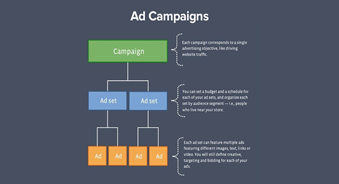 Ad Campaigns
Campaign
Each campaign corresponds to a single
advertising objective, like driving
website traffic.
Ad set
Ad set
You can set a budget and a schedule for
each of your ad sets, and organize each
set by audience segment — i.e., people
who live near your store.
Ad
Ad
Ad
Ad
Each ad set can feature multiple ads
featuring different images, text, links or
video. You will still define creative,
targeting and bidding for each of your
ads